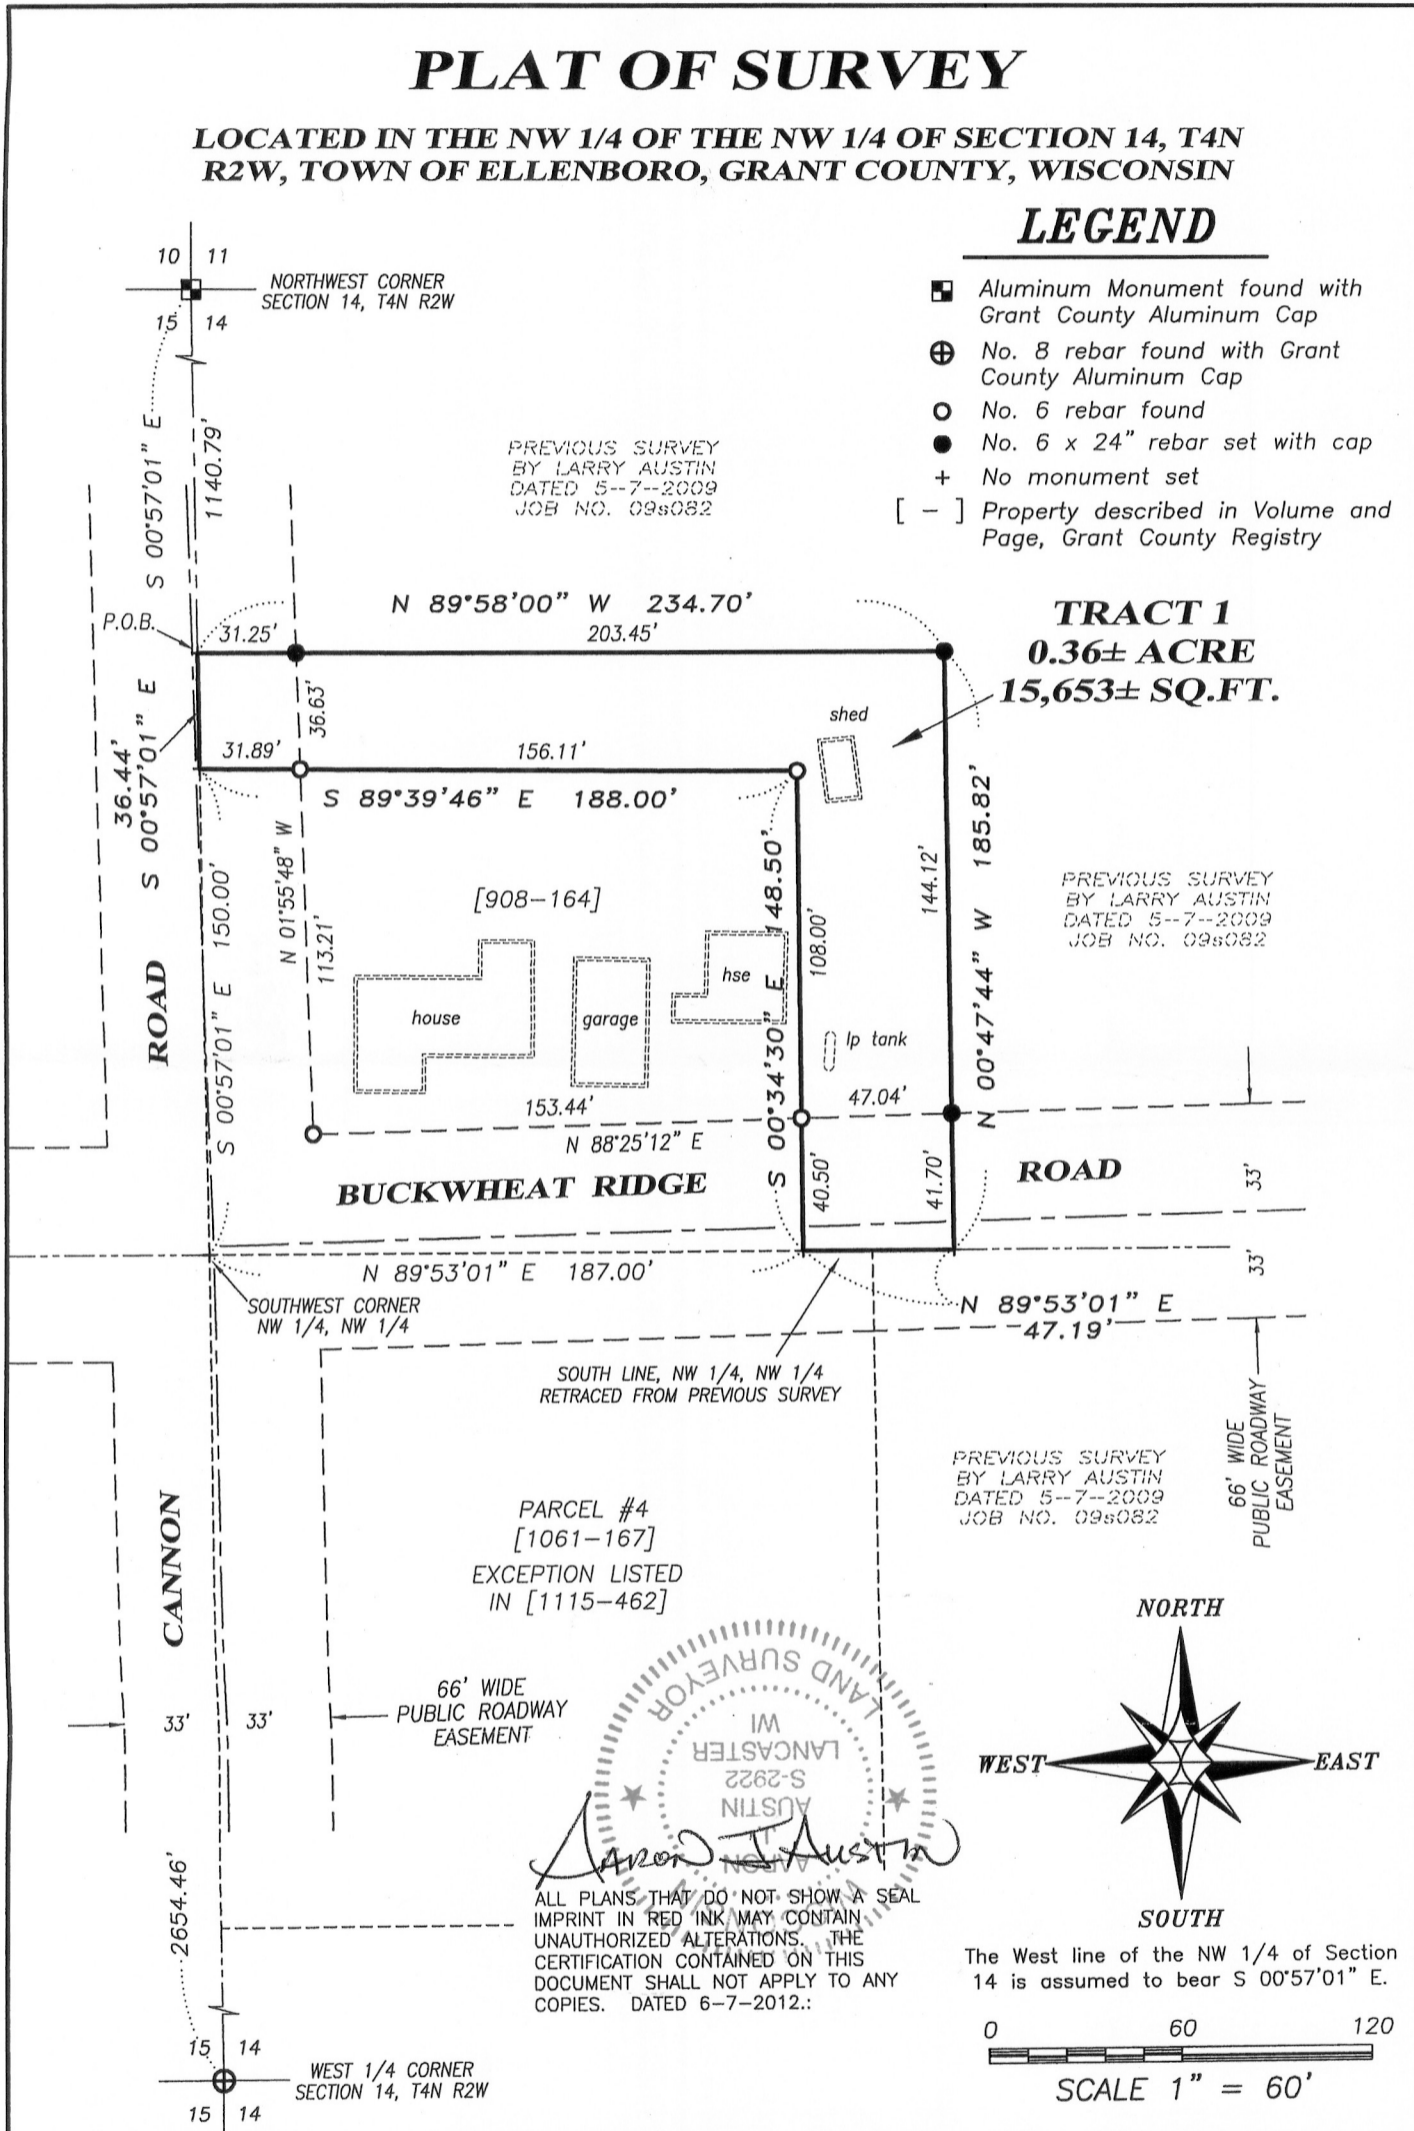 PLAT OF SURVEY
LOCATED IN THE NW 1/4 OF THE NW 1/4 OF SECTION 14, T4N
R2W, TOWN OF ELLENBORO, GRANT COUNTY, WISCONSIN
LEGEND
Aluminum Monument found with
Grant County Aluminum Cap
No. 8 rebar found with Grant
County Aluminum Cap
No. 6 rebar found
No. 6 x 24" rebar set with cap
+ No monument set
[ - ] Property described in Volume and
Page, Grant County Registry
10 11
15 14
NORTHWEST CORNER
SECTION 14, T4N R2W
S 00°57'01" E
1140.79'
PREVIOUS SURVEY
BY LARRY AUSTIN
DATED 5--7--2009
JOB NO. 09s082
TRACT 1
0.36± ACRE
15,653± SQ.FT.
N 89°58'00" W 234.70'
P.O.B.
31.25'
203.45'
36.44'
S 00°57'01" E
36.63'
shed
31.89'
156.11'
S 89°39'46" E 188.00'
N 01°55'48" W
113.21'
S 00°57'01" E 150.00'
[908-164]
148.50'
S 00°34'30" E
108.00'
144.12'
N 00°47'44" W 185.82'
PREVIOUS SURVEY
BY LARRY AUSTIN
DATED 5--7--2009
JOB NO. 09s082
house
garage
hse
lp tank
47.04'
153.44'
N 88°25'12" E
ROAD
BUCKWHEAT RIDGE
ROAD
40.50'
41.70'
33'
33'
N 89°53'01" E 187.00'
SOUTHWEST CORNER
NW 1/4, NW 1/4
N 89°53'01" E
47.19'
SOUTH LINE, NW 1/4, NW 1/4
RETRACED FROM PREVIOUS SURVEY
66' WIDE
PUBLIC ROADWAY
EASEMENT
PREVIOUS SURVEY
BY LARRY AUSTIN
DATED 5--7--2009
JOB NO. 09s082
CANNON
PARCEL #4
[1061-167]
EXCEPTION LISTED
IN [1115-462]
33' 33'
66' WIDE
PUBLIC ROADWAY
EASEMENT
WISCONSIN
AARON
J.
AUSTIN
S-2922
LANCASTER
WI
LAND SURVEYOR
AARON J AUSTIN
NORTH
WEST
EAST
SOUTH
2654.46'
ALL PLANS THAT DO NOT SHOW A SEAL
IMPRINT IN RED INK MAY CONTAIN
UNAUTHORIZED ALTERATIONS. THE
CERTIFICATION CONTAINED ON THIS
DOCUMENT SHALL NOT APPLY TO ANY
COPIES. DATED 6-7-2012.:
The West line of the NW 1/4 of Section
14 is assumed to bear S 00°57'01" E.
0 60 120
SCALE 1" = 60'
15 14
WEST 1/4 CORNER
SECTION 14, T4N R2W
15 14